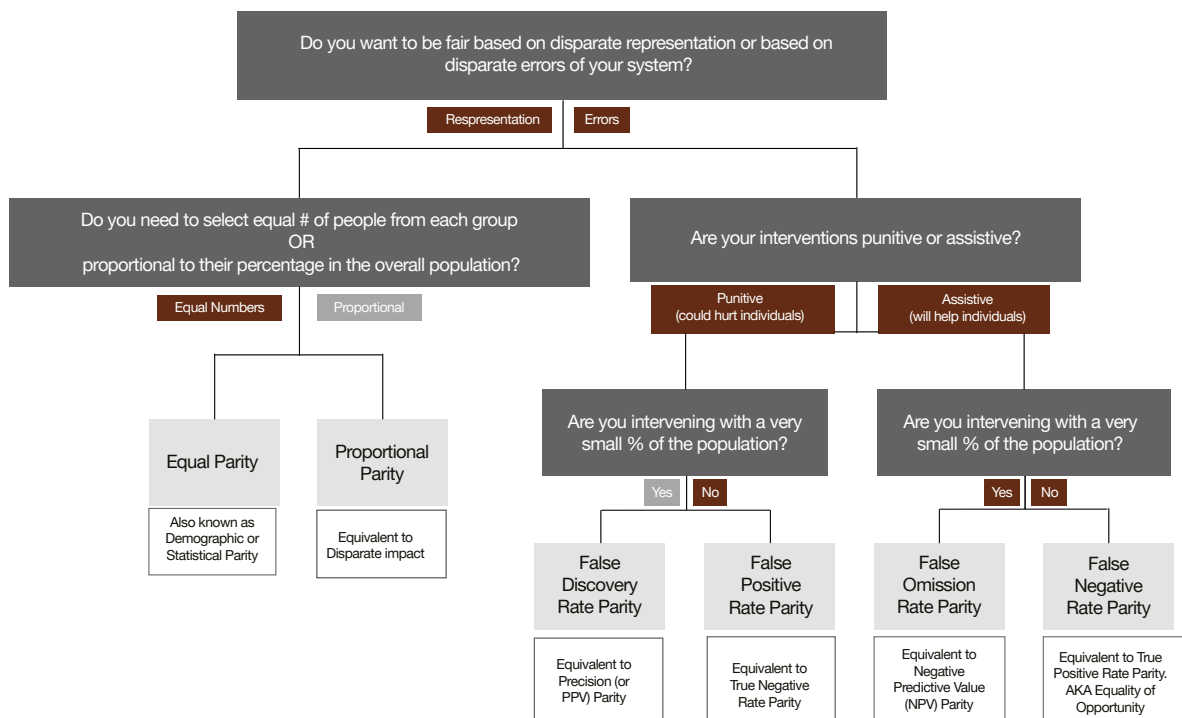 Do you want to be fair based on disparate representation or based on
disparate errors of your system?
Respresentation
Errors
Do you need to select equal # of people from each group
OR
proportional to their percentage in the overall population?
Are your interventions punitive or assistive?
Equal Numbers
Proportional
Punitive
(could hurt individuals)
Assistive
(will help individuals)
Are you intervening with a very
small % of the population?
Are you intervening with a very
small % of the population?
Equal Parity
Proportional
Parity
Yes
No
Yes
No
Also known as
Demographic or
Statistical Parity
Equivalent to
Disparate impact
False
Discovery
Rate Parity
False
Positive
Rate Parity
False
Omission
Rate Parity
False
Negative
Rate Parity
Equivalent to
Precision (or
PPV) Parity
Equivalent to
True Negative
Rate Parity
Equivalent to
Negative
Predictive Value
(NPV) Parity
Equivalent to True
Positive Rate Parity.
AKA Equality of
Opportunity